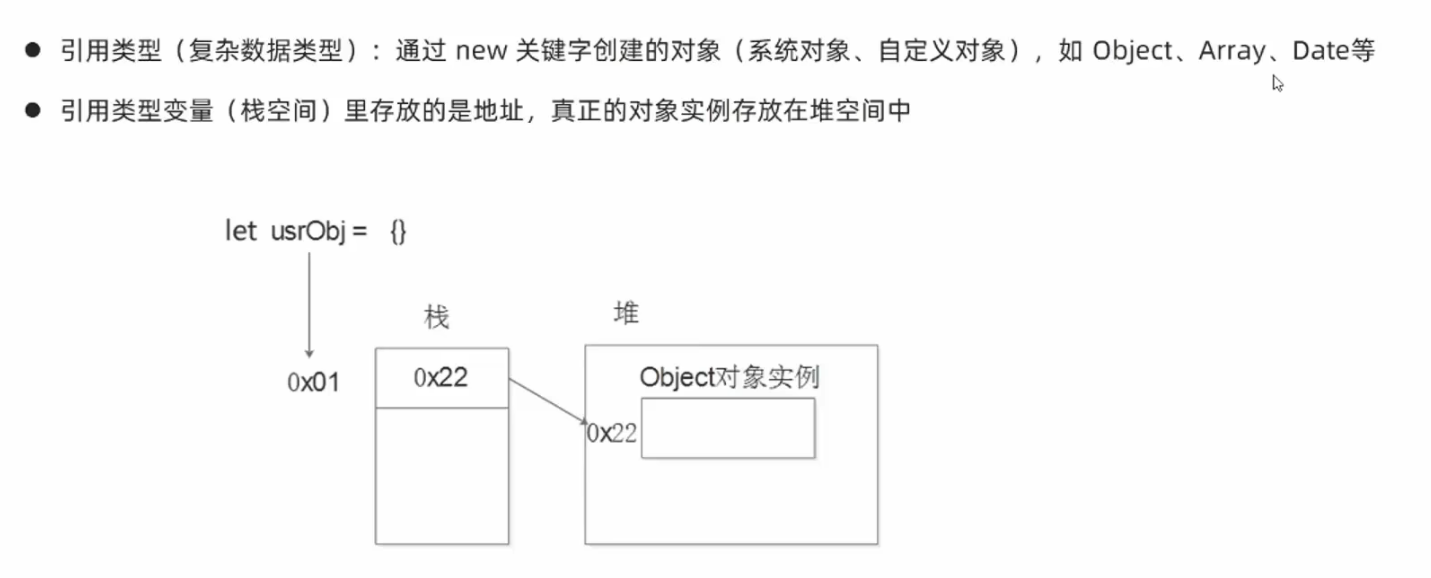 ● 引用类型（复杂数据类型）：通过 new 关键字创建的对象（系统对象、自定义对象），如 Object、Array、Date等
● 引用类型变量（栈空间）里存放的是地址，真正的对象实例存放在堆空间中
let usrObj = {}
栈
堆
0x01
0x22
Object对象实例
0x22